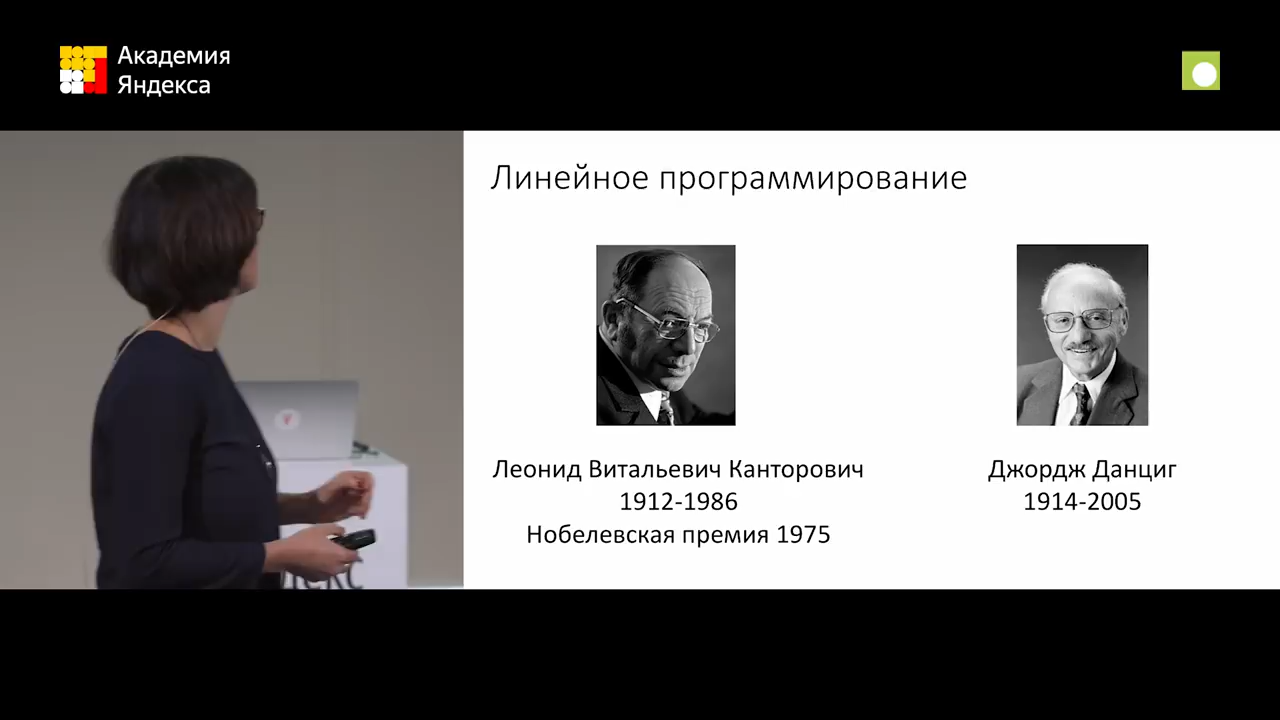 Академия
Яндекса
Линейное программирование
Леонид Витальевич Канторович
1912-1986
Нобелевская премия 1975
Джордж Данциг
1914-2005